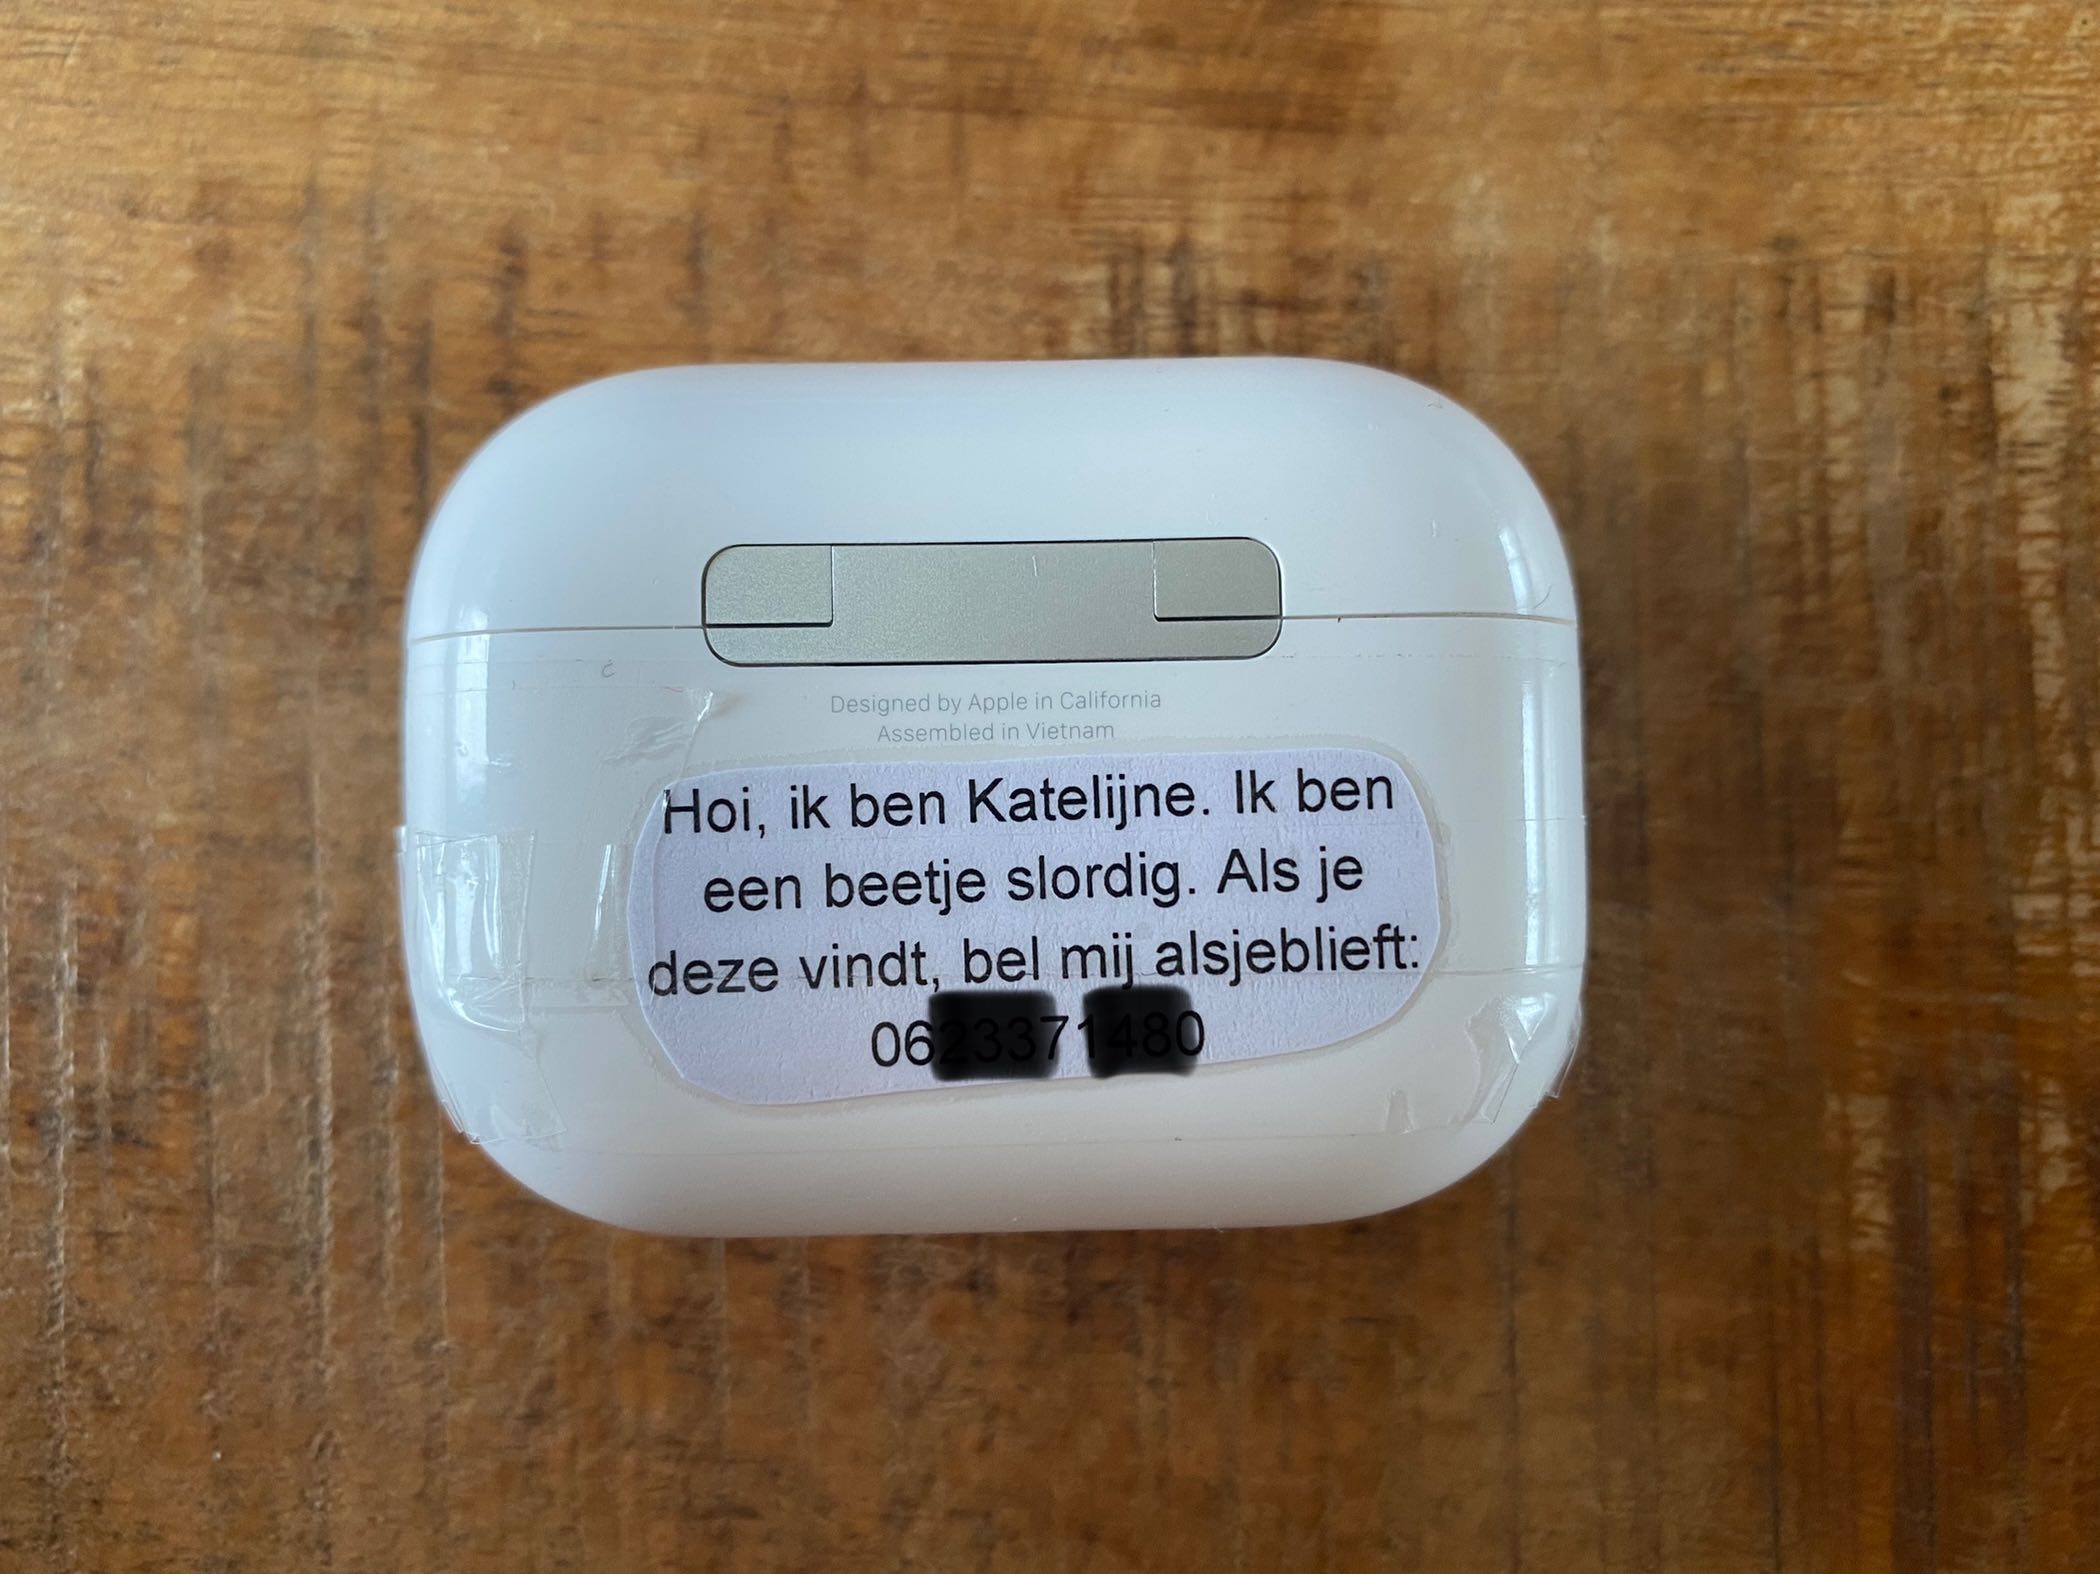 Designed by Apple in California
Assembled in Vietnam
Hoi, ik ben Katelijne. Ik ben
een beetje slordig. Als je
deze vindt, bel mij alsjeblieft: